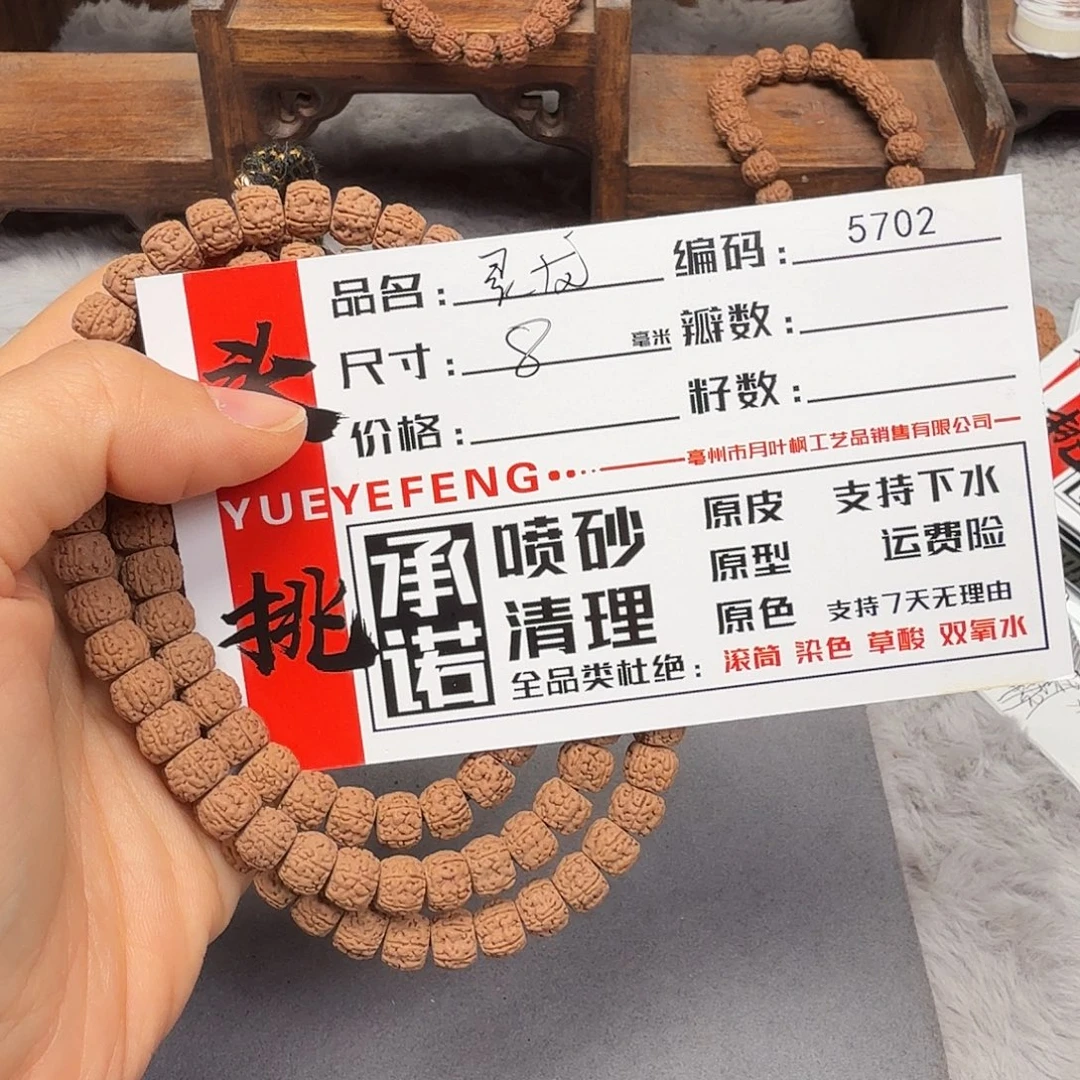 头挑
品名：灵纹 编码：5702
尺寸：8毫米 瓣数：
价格： 籽数：
YUEYEFENG 亳州市月叶枫工艺品销售有限公司
承诺
喷砂清理
原皮
原型
原色
支持下水
运费险
支持7天无理由
全品类杜绝：滚筒 染色 草酸 双氧水